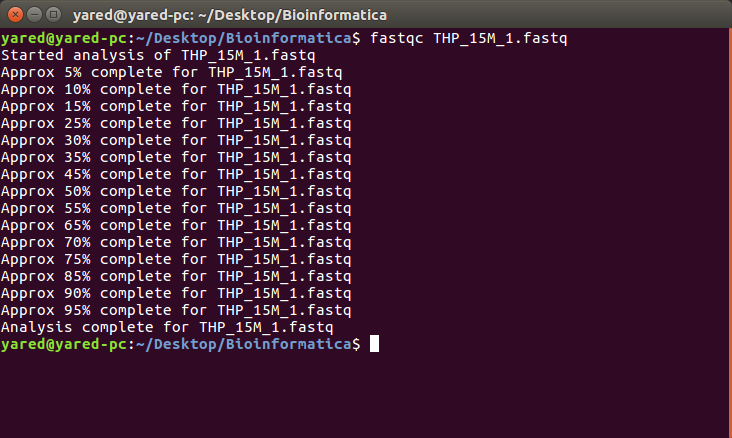 yared@yared-pc: ~/Desktop/Bioinformatica
yared@yared-pc:~/Desktop/Bioinformatica$ fastqc THP_15M_1.fastq
Started analysis of THP_15M_1.fastq
Approx 5% complete for THP_15M_1.fastq
Approx 10% complete for THP_15M_1.fastq
Approx 15% complete for THP_15M_1.fastq
Approx 25% complete for THP_15M_1.fastq
Approx 30% complete for THP_15M_1.fastq
Approx 35% complete for THP_15M_1.fastq
Approx 45% complete for THP_15M_1.fastq
Approx 50% complete for THP_15M_1.fastq
Approx 55% complete for THP_15M_1.fastq
Approx 65% complete for THP_15M_1.fastq
Approx 70% complete for THP_15M_1.fastq
Approx 75% complete for THP_15M_1.fastq
Approx 85% complete for THP_15M_1.fastq
Approx 90% complete for THP_15M_1.fastq
Approx 95% complete for THP_15M_1.fastq
Analysis complete for THP_15M_1.fastq
yared@yared-pc:~/Desktop/Bioinformatica$